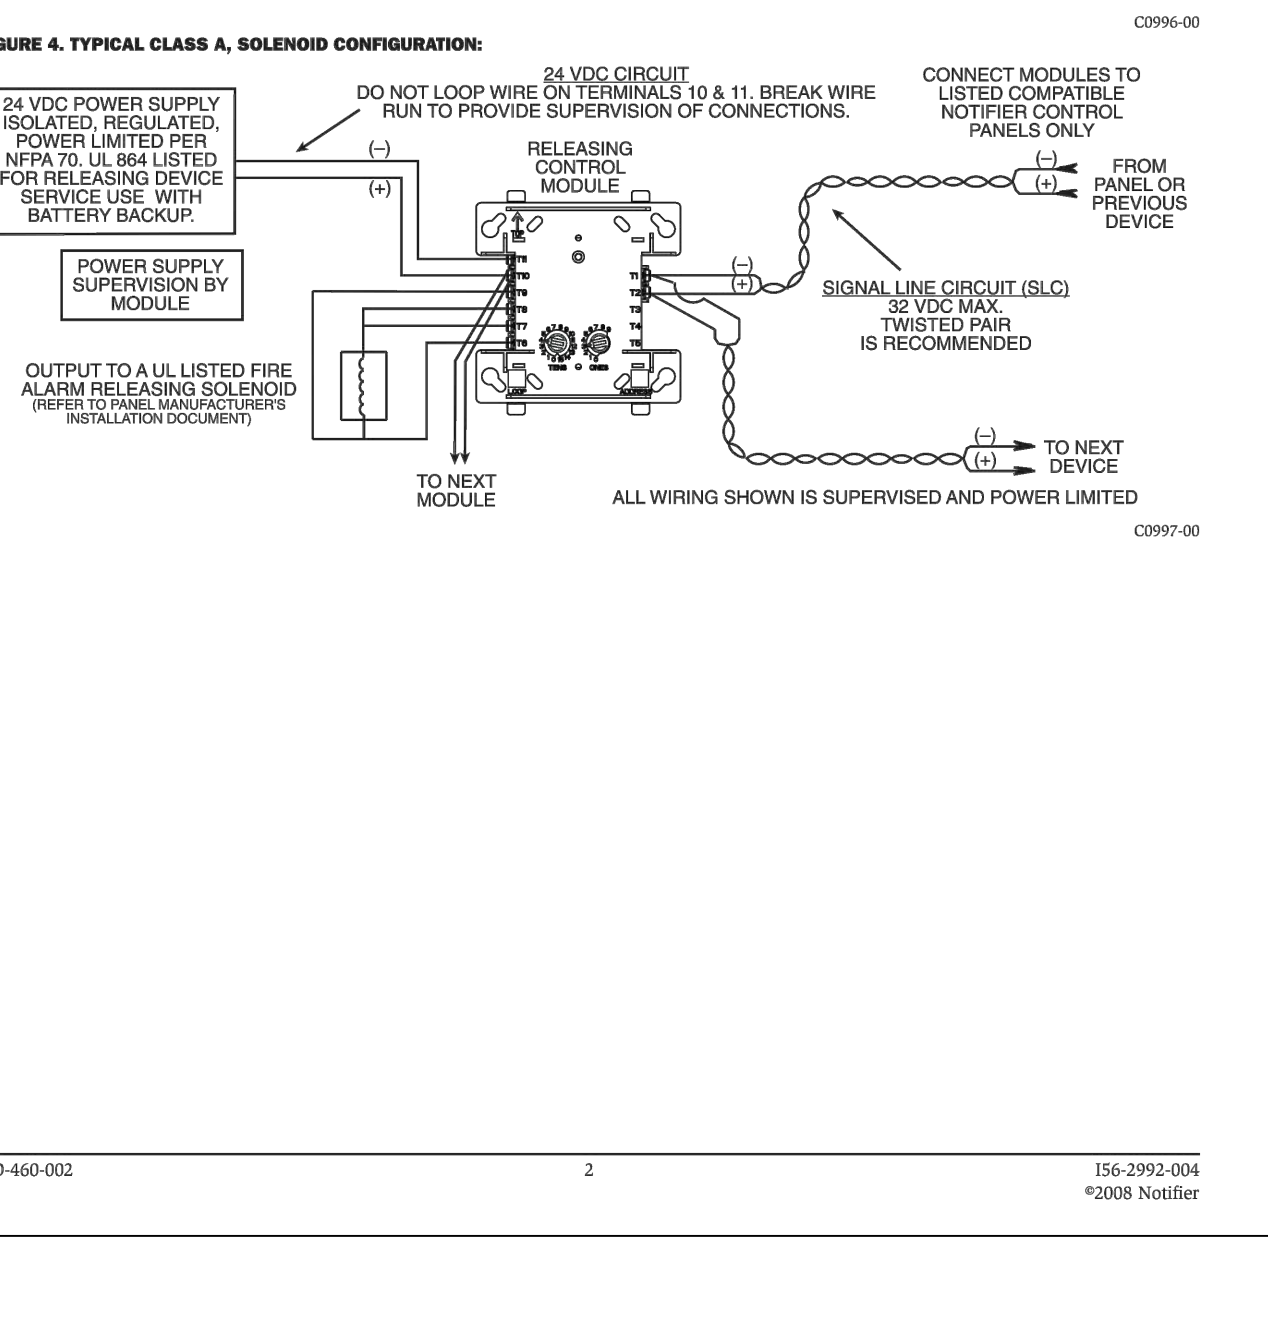 C0996-00
GURE 4. TYPICAL CLASS A, SOLENOID CONFIGURATION:
24 VDC POWER SUPPLY
ISOLATED, REGULATED,
POWER LIMITED PER
NFPA 70. UL 864 LISTED
FOR RELEASING DEVICE
SERVICE USE WITH
BATTERY BACKUP.
POWER SUPPLY
SUPERVISION BY
MODULE
OUTPUT TO A UL LISTED FIRE
ALARM RELEASING SOLENOID
(REFER TO PANEL MANUFACTURER'S
INSTALLATION DOCUMENT)
24 VDC CIRCUIT
DO NOT LOOP WIRE ON TERMINALS 10 & 11. BREAK WIRE
RUN TO PROVIDE SUPERVISION OF CONNECTIONS.
(–)
(+)
RELEASING
CONTROL
MODULE
TOP
T11
T10
T9
T8
T7
T6
T1
T2
T3
T4
T5
TENS
ONES
LOOP
ADDRESS
TO NEXT
MODULE
(–)
(+)
CONNECT MODULES TO
LISTED COMPATIBLE
NOTIFIER CONTROL
PANELS ONLY
(–)
(+)
FROM
PANEL OR
PREVIOUS
DEVICE
SIGNAL LINE CIRCUIT (SLC)
32 VDC MAX.
TWISTED PAIR
IS RECOMMENDED
(–)
(+)
TO NEXT
DEVICE
ALL WIRING SHOWN IS SUPERVISED AND POWER LIMITED
C0997-00
-460-002
2
I56-2992-004
©2008 Notifier